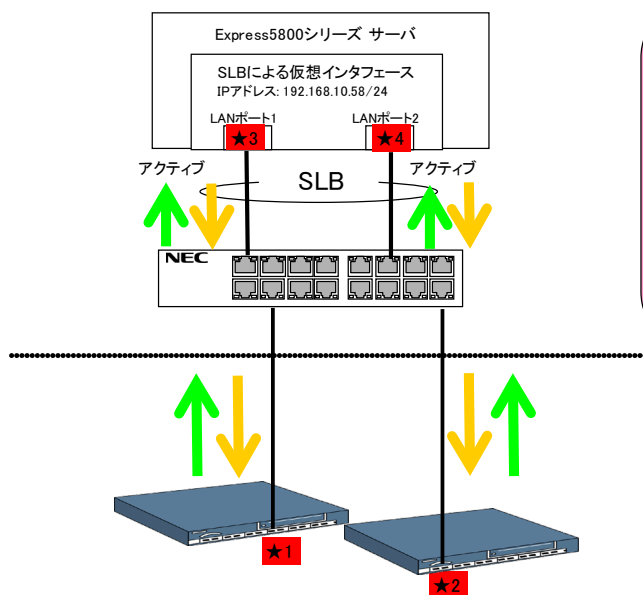 Express5800シリーズ サーバ
SLBによる仮想インタフェース
IPアドレス: 192.168.10.58/24
LANポート1 LANポート2
★3 ★4
アクティブ SLB アクティブ
NEC
★1
★2